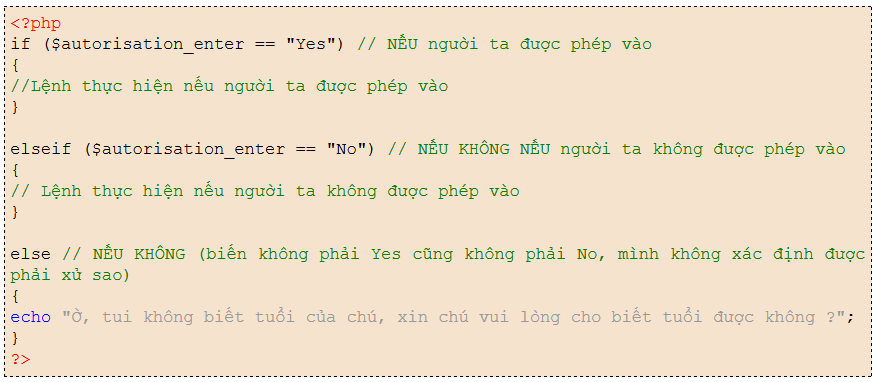 <?php
if ($autorisation_enter == "Yes") // NẾU người ta được phép vào
{
//Lệnh thực hiện nếu người ta được phép vào
}
elseif ($autorisation_enter == "No") // NẾU KHÔNG NẾU người ta không được phép vào
{
// Lệnh thực hiện nếu người ta không được phép vào
}
else // NẾU KHÔNG (biến không phải Yes cũng không phải No, mình không xác định được
phải xử sao)
{
echo "Ờ, tui không biết tuổi của chú, xin chú vui lòng cho biết tuổi được không ?";
}
?>